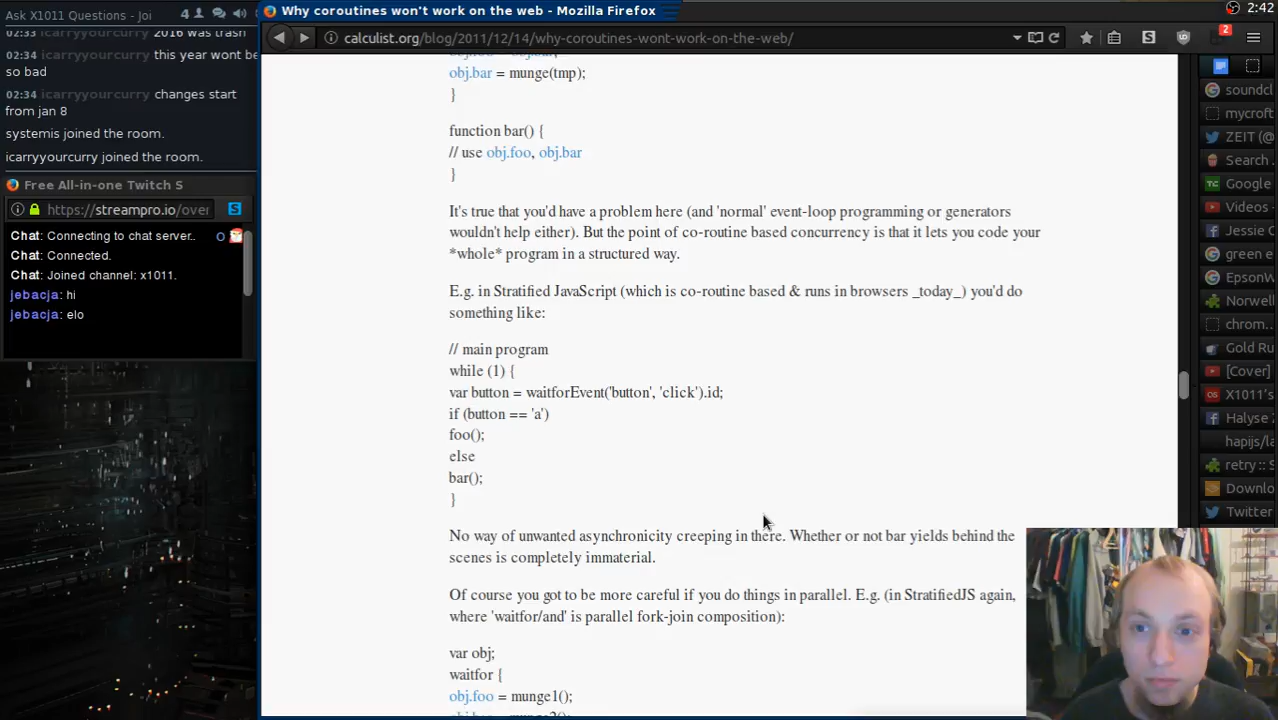 Ask X1011 Questions - Joi
4
02:33 icarryyourcurry 2016 was trash
02:34 icarryyourcurry this year wont be
so bad
02:34 icarryyourcurry changes start
from jan 8
systemis joined the room.
icarryyourcurry joined the room.
Free All-in-one Twitch S
https://streampro.io/over
Chat: Connecting to chat server..
Chat: Connected.
Chat: Joined channel: x1011.
jebacja: hi
jebacja: elo
Why coroutines won't work on the web - Mozilla Firefox
2:42
calculist.org/blog/2011/12/14/why-coroutines-wont-work-on-the-web/
2
obj.bar = munge(tmp);
}
function bar() {
// use obj.foo, obj.bar
}
It's true that you'd have a problem here (and 'normal' event-loop programming or generators
wouldn't help either). But the point of co-routine based concurrency is that it lets you code your
*whole* program in a structured way.
E.g. in Stratified JavaScript (which is co-routine based & runs in browsers _today_) you'd do
something like:
// main program
while (1) {
var button = waitforEvent('button', 'click').id;
if (button == 'a')
foo();
else
bar();
}
No way of unwanted asynchronicity creeping in there. Whether or not bar yields behind the
scenes is completely immaterial.
Of course you got to be more careful if you do things in parallel. E.g. (in StratifiedJS again,
where 'waitfor/and' is parallel fork-join composition):
var obj;
waitfor {
obj.foo = munge1();
soundcl
mycroft
ZEIT (@
Search
Google
Videos -
Jessie C
green e
EpsonW
Norwell
chrom..
Gold Ru
[Cover]
X1011's
Halyse Z
hapijs/la
retry :: S
Downlo
Twitter